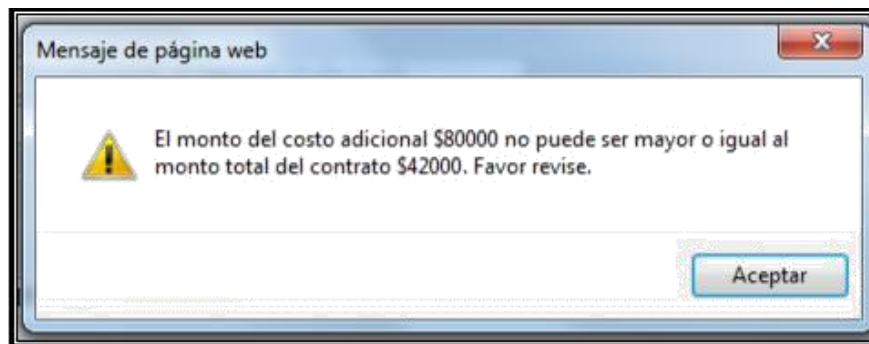 Mensaje de página web
El monto del costo adicional $80000 no puede ser mayor o igual al
monto total del contrato $42000. Favor revise.
Aceptar